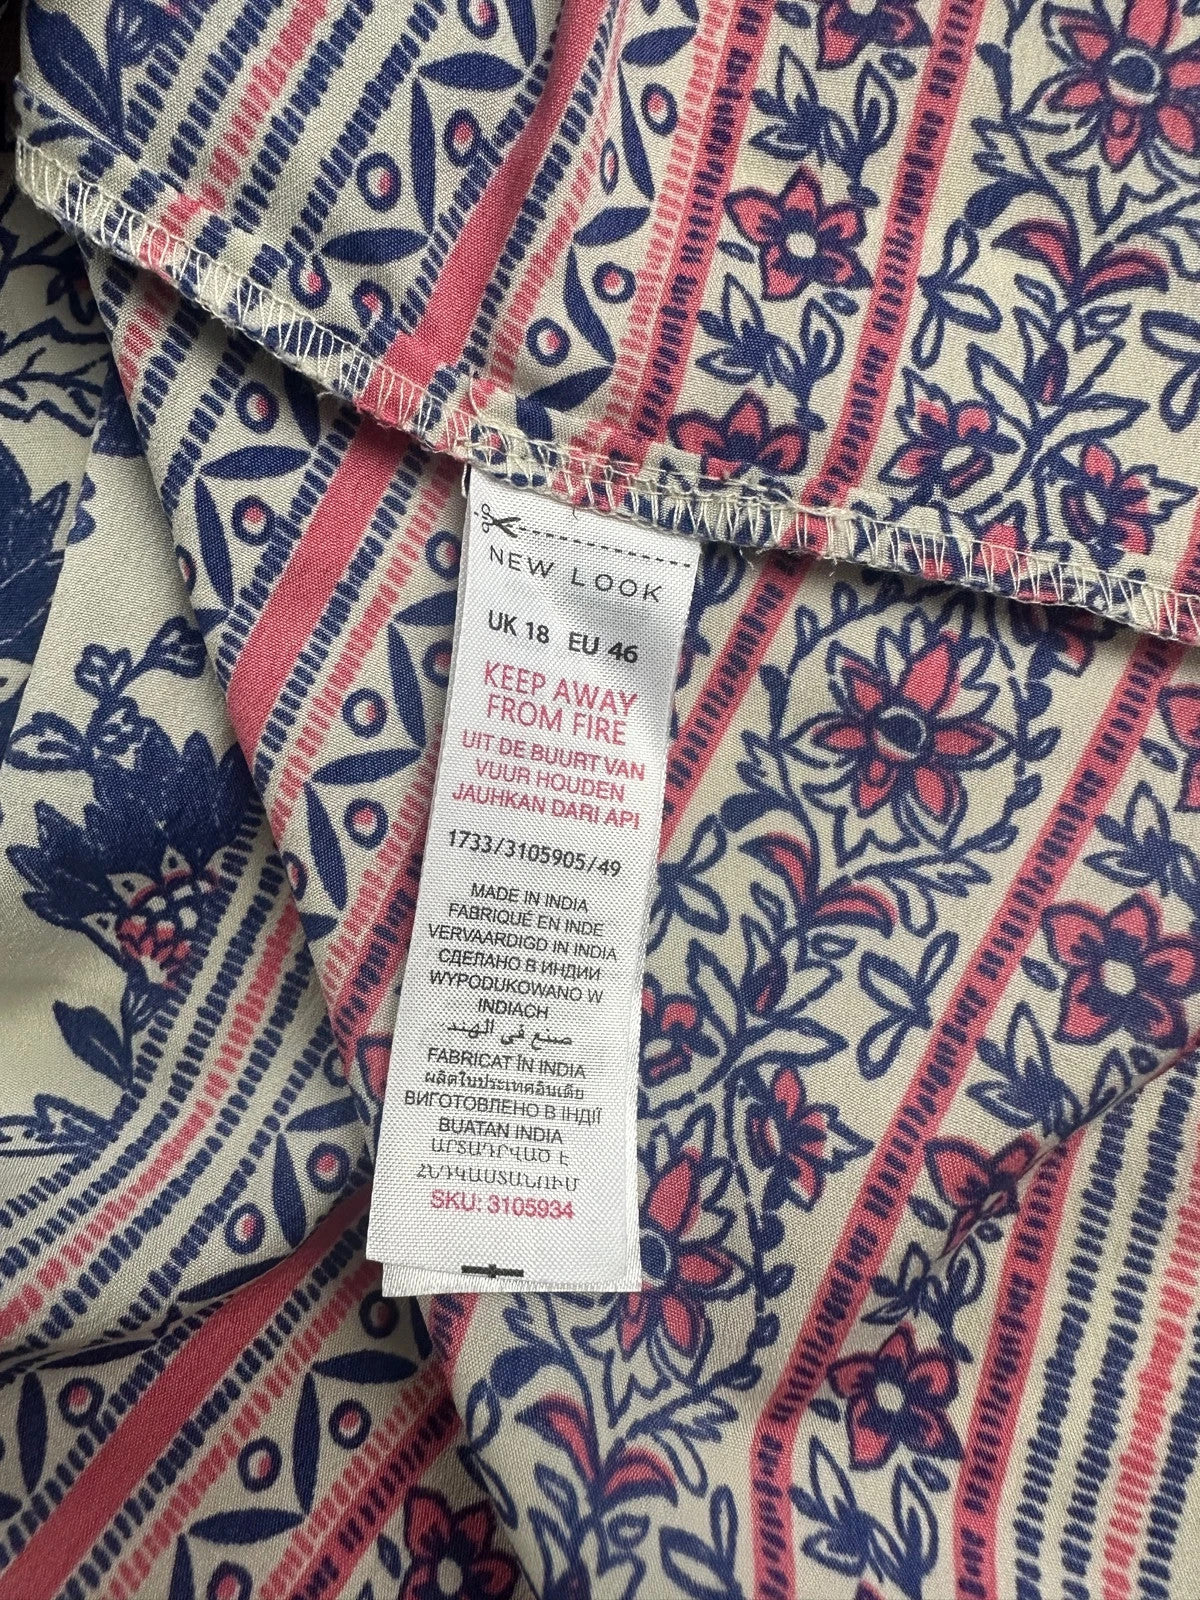 NEW LOOK
UK 18 EU 46
KEEP AWAY
FROM FIRE
UIT DE BUURT VAN
VUUR HOUDEN
JAUHKAN DARI API
1733/3105905/49
MADE IN INDIA
FABRIQUÉ EN INDE
VERVAARDIGD IN INDIA
СДЕЛАНО В ИНДИИ
WYPODUKOWANO W
INDIACH
صنع في الهند
FABRICAT ÎN INDIA
ผลิตในประเทศอินเดีย
ВИГОТОВЛЕНО В ІНДІЇ
BUATAN INDIA
ԱՐՏԱԴՐՎԱԾ Է
ՀՆԴԿԱՍՏԱՆՈՒՄ
SKU: 3105934